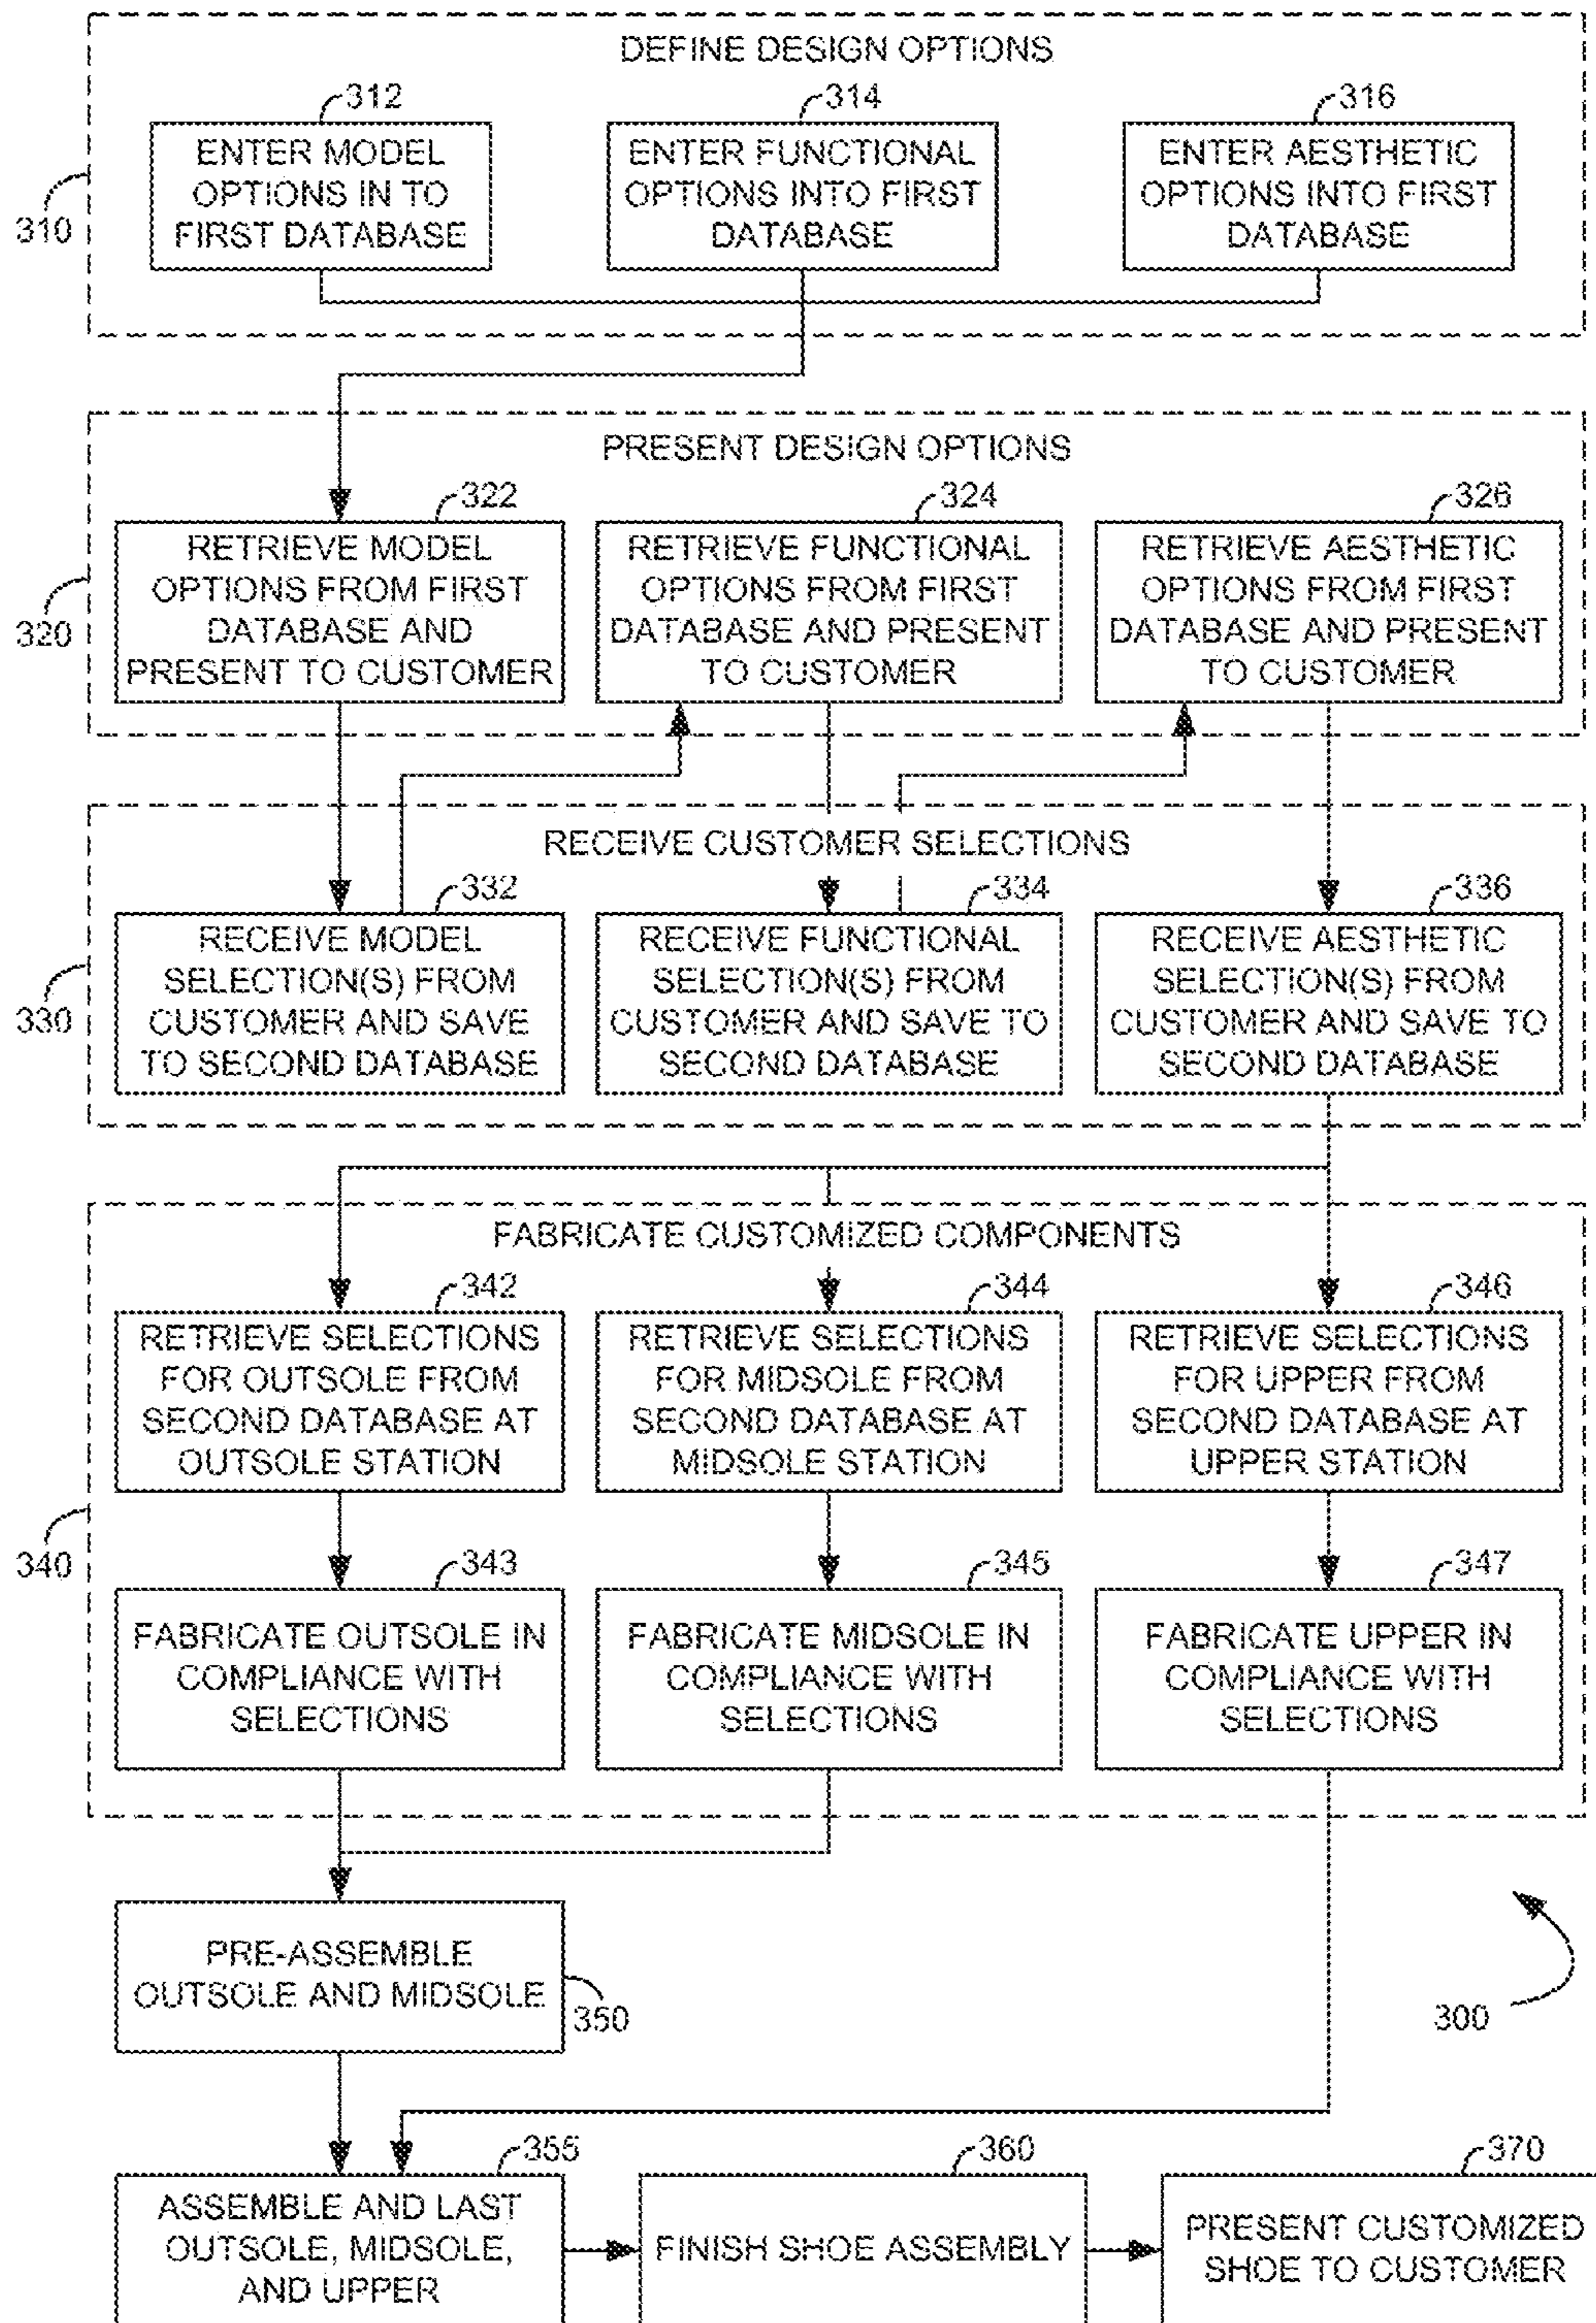 DEFINE DESIGN OPTIONS
312
314
316
ENTER MODEL
OPTIONS IN TO
FIRST DATABASE
ENTER FUNCTIONAL
OPTIONS INTO FIRST
DATABASE
ENTER AESTHETIC
OPTIONS INTO FIRST
DATABASE
310
PRESENT DESIGN OPTIONS
322
324
326
RETRIEVE MODEL
OPTIONS FROM FIRST
DATABASE AND
PRESENT TO CUSTOMER
RETRIEVE FUNCTIONAL
OPTIONS FROM FIRST
DATABASE AND PRESENT
TO CUSTOMER
RETRIEVE AESTHETIC
OPTIONS FROM FIRST
DATABASE AND PRESENT
TO CUSTOMER
320
RECEIVE CUSTOMER SELECTIONS
332
334
336
RECEIVE MODEL
SELECTION(S) FROM
CUSTOMER AND SAVE
TO SECOND DATABASE
RECEIVE FUNCTIONAL
SELECTION(S) FROM
CUSTOMER AND SAVE TO
SECOND DATABASE
RECEIVE AESTHETIC
SELECTION(S) FROM
CUSTOMER AND SAVE TO
SECOND DATABASE
330
FABRICATE CUSTOMIZED COMPONENTS
342
344
346
RETRIEVE SELECTIONS
FOR OUTSOLE FROM
SECOND DATABASE AT
OUTSOLE STATION
RETRIEVE SELECTIONS
FOR MIDSOLE FROM
SECOND DATABASE AT
MIDSOLE STATION
RETRIEVE SELECTIONS
FOR UPPER FROM
SECOND DATABASE AT
UPPER STATION
340
343
345
347
FABRICATE OUTSOLE IN
COMPLIANCE WITH
SELECTIONS
FABRICATE MIDSOLE IN
COMPLIANCE WITH
SELECTIONS
FABRICATE UPPER IN
COMPLIANCE WITH
SELECTIONS
PRE-ASSEMBLE
OUTSOLE AND MIDSOLE
350
300
355
360
370
ASSEMBLE AND LAST
OUTSOLE, MIDSOLE,
AND UPPER
FINISH SHOE ASSEMBLY
PRESENT CUSTOMIZED
SHOE TO CUSTOMER